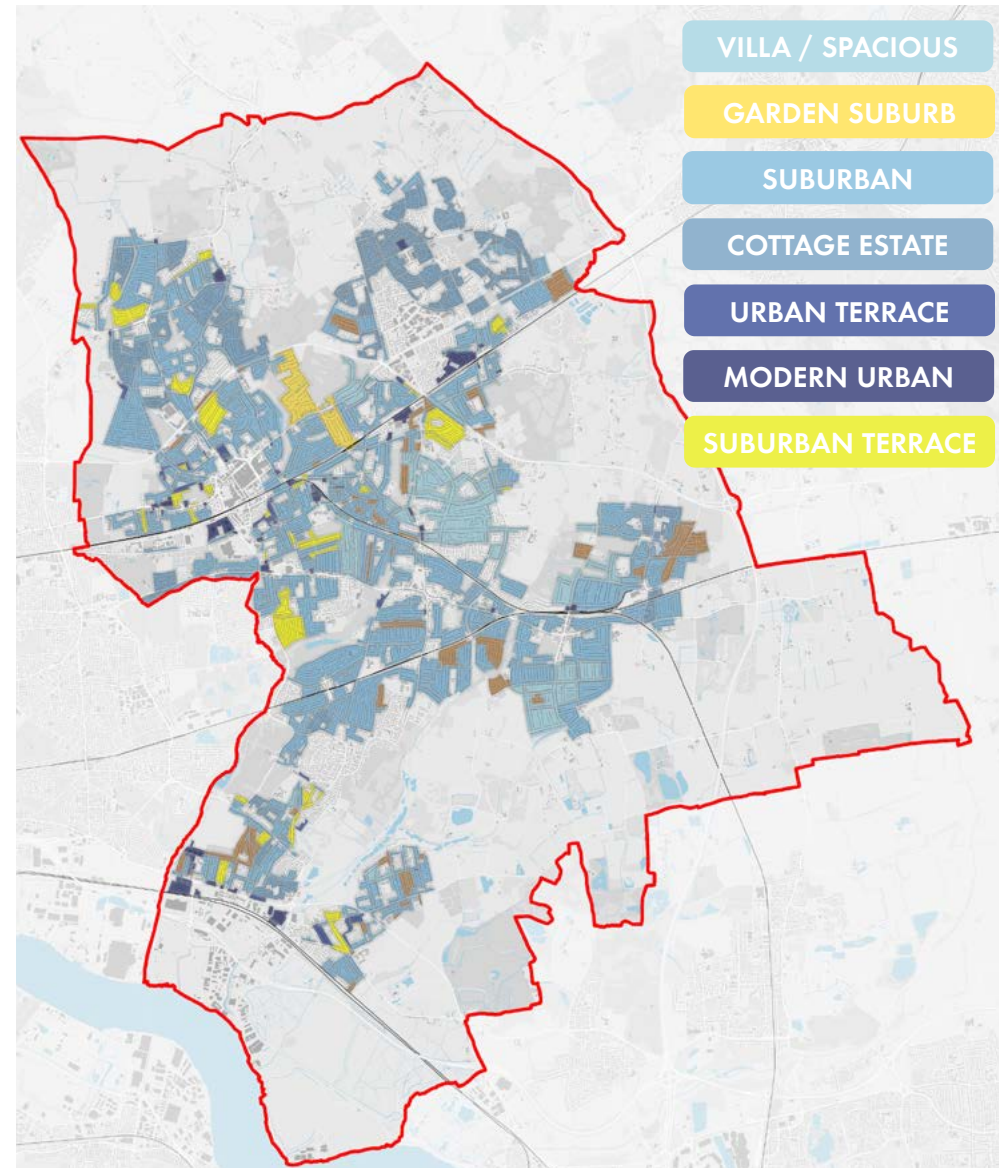 VILLA / SPACIOUS
GARDEN SUBURB
SUBURBAN
COTTAGE ESTATE
URBAN TERRACE
MODERN URBAN
SUBURBAN TERRACE